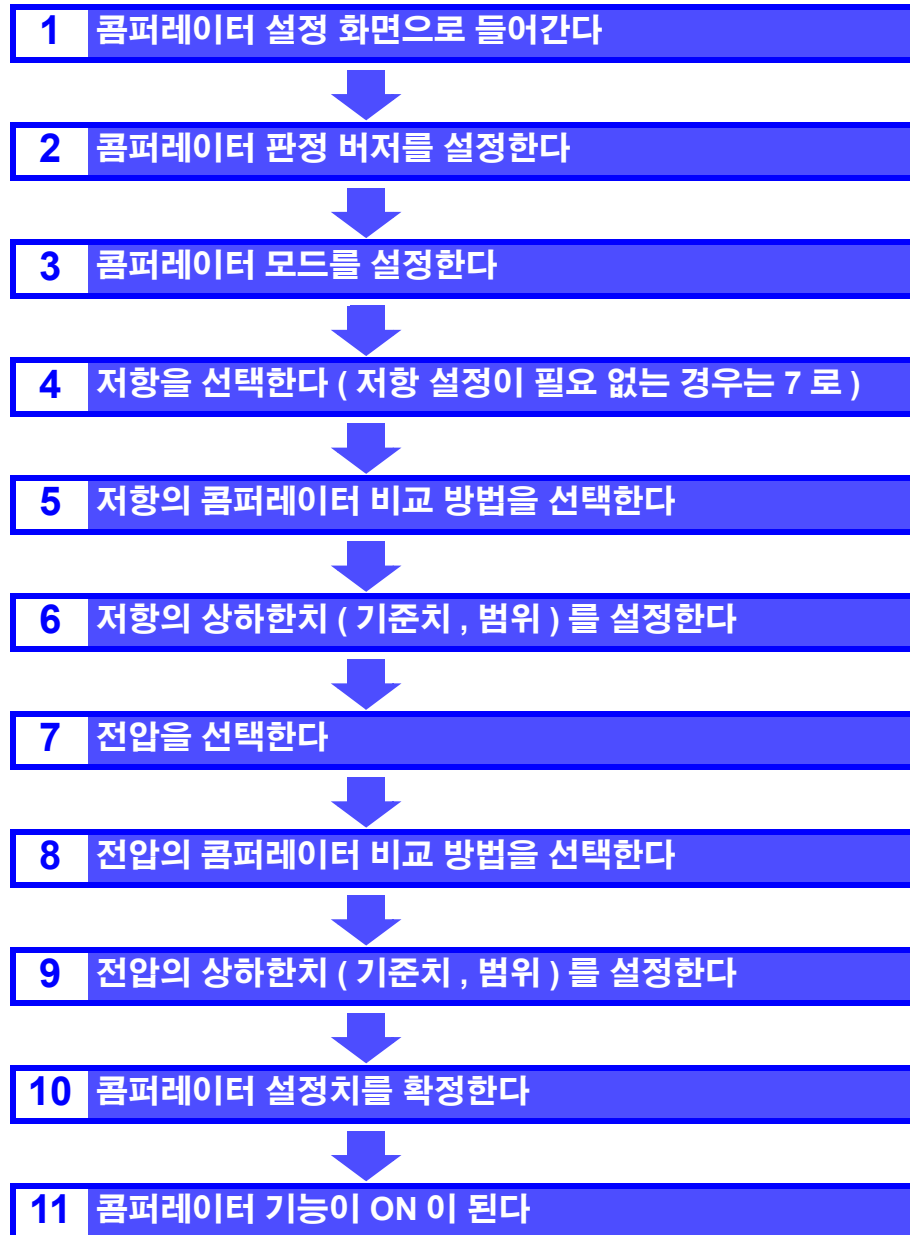 1 콤퍼레이터 설정 화면으로 들어간다
2 콤퍼레이터 판정 버저를 설정한다
3 콤퍼레이터 모드를 설정한다
4 저항을 선택한다 ( 저항 설정이 필요 없는 경우는 7 로 )
5 저항의 콤퍼레이터 비교 방법을 선택한다
6 저항의 상하한치 ( 기준치 , 범위 ) 를 설정한다
7 전압을 선택한다
8 전압의 콤퍼레이터 비교 방법을 선택한다
9 전압의 상하한치 ( 기준치 , 범위 ) 를 설정한다
10 콤퍼레이터 설정치를 확정한다
11 콤퍼레이터 기능이 ON 이 된다